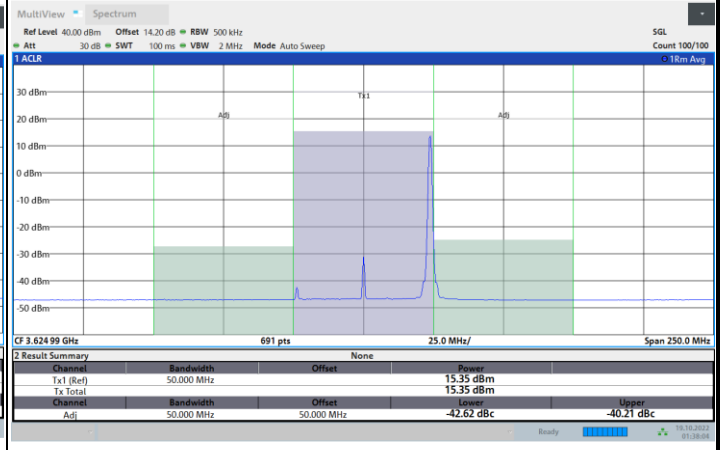 MultiView Spectrum
Ref Level 40.00 dBm Offset 14.20 dB RBW 500 kHz SGL
Att 30 dB SWT 100 ms VBW 2 MHz Mode Auto Sweep Count 100/100
1 ACLR 1Rm Avg
30 dBm
Tx1
20 dBm Adj Adj
10 dBm
0 dBm
-10 dBm
-20 dBm
-30 dBm
-40 dBm
-50 dBm
CF 3.624 99 GHz 691 pts 25.0 MHz/ Span 250.0 MHz
2 Result Summary None
Channel Bandwidth Offset Power
Tx1 (Ref) 50.000 MHz 15.35 dBm
Tx Total 15.35 dBm
Channel Bandwidth Offset Lower Upper
Adj 50.000 MHz 50.000 MHz -42.62 dBc -40.21 dBc
Ready 19.10.2022
01:38:04